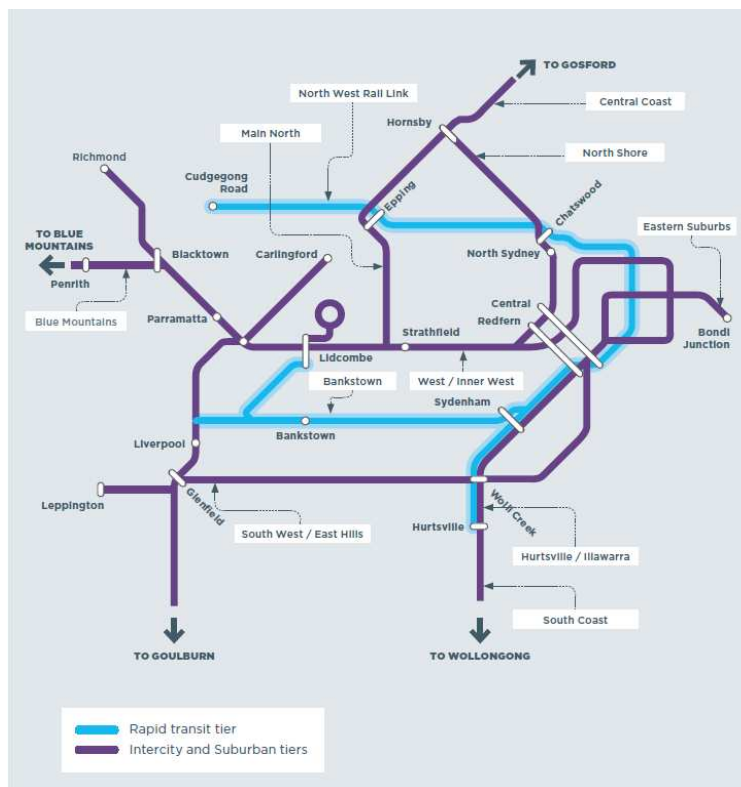 TO GOSFORD
North West Rail Link
Central Coast
Hornsby
Main North
North Shore
Richmond
Cudgegong
Road
Epping
Chatswood
Eastern Suburbs
TO BLUE
MOUNTAINS
Blacktown
Carlingford
North Sydney
Penrith
Central
Blue Mountains
Parramatta
Redfern
Strathfield
Bondi
Junction
Lidcombe
Bankstown
West / Inner West
Sydenham
Bankstown
Liverpool
Glenfield
Wolli Creek
Leppington
South West / East Hills
Hurtsville
Hurtsville / Illawarra
South Coast
TO GOULBURN
TO WOLLONGONG
Rapid transit tier
Intercity and Suburban tiers